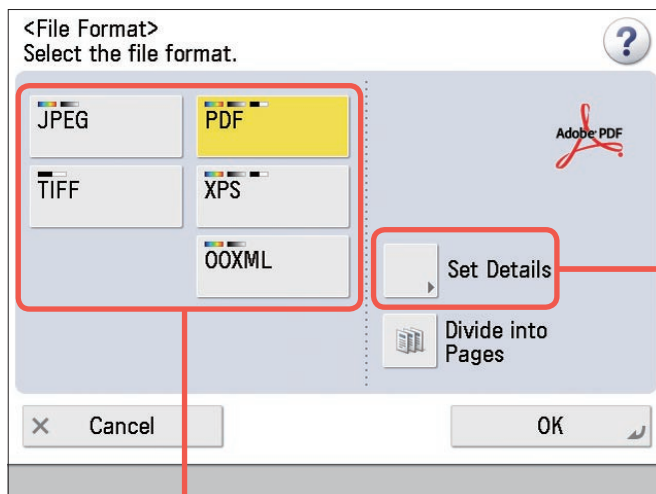 <File Format>
Select the file format.
?
JPEG
PDF
TIFF
XPS
OOXML
Adobe PDF
Set Details
Divide into
Pages
× Cancel
OK